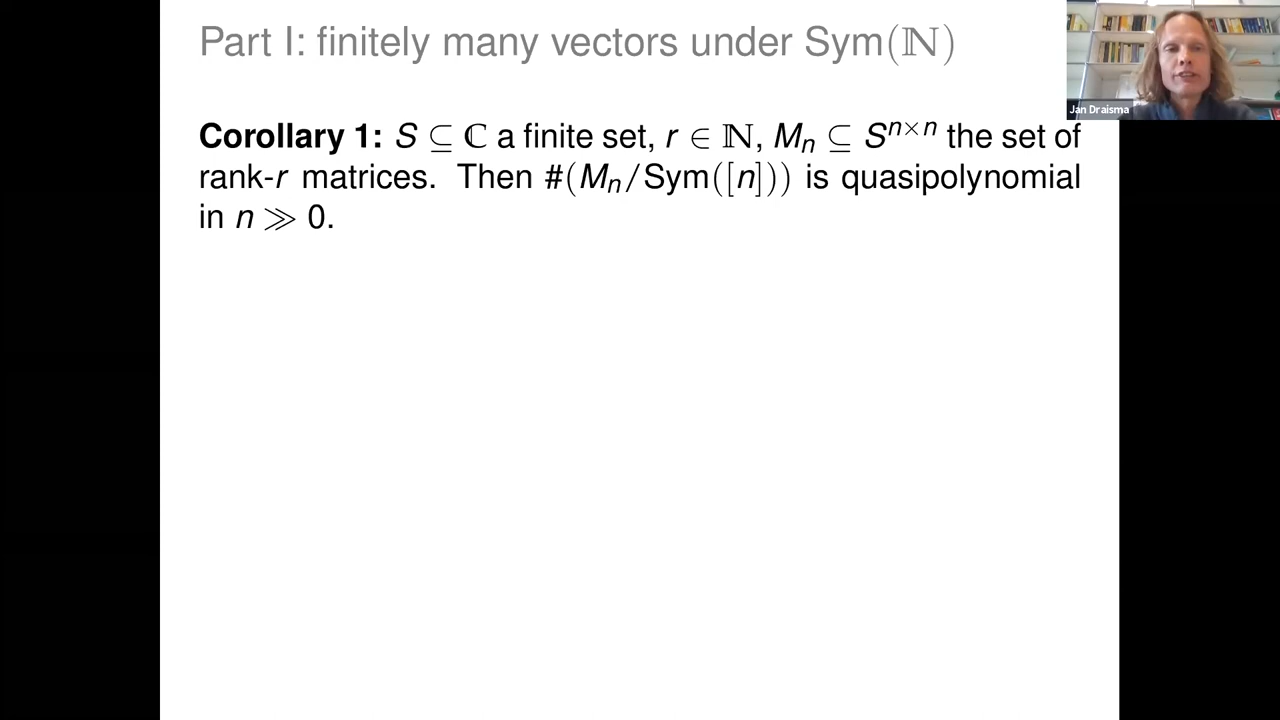 Part I: finitely many vectors under Sym(ℕ)
Jan Draisma
Corollary 1: S ⊆ ℂ a finite set, r ∈ ℕ, Mₙ ⊆ Sⁿˣⁿ the set of
rank-r matrices. Then #(Mₙ/Sym([n])) is quasipolynomial
in n ≫ 0.